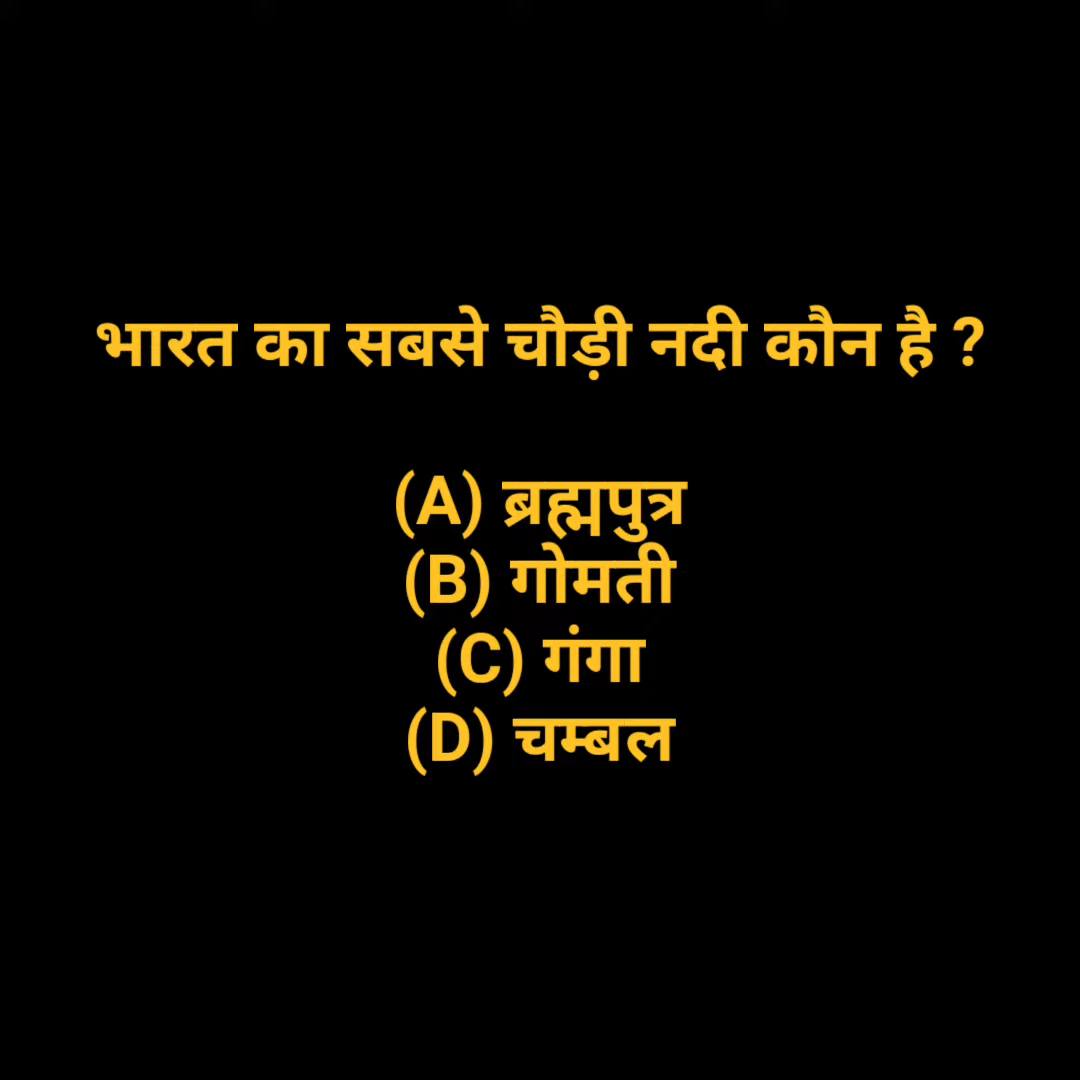 भारत का सबसे चौड़ी नदी कौन है ?
(A) ब्रह्मपुत्र
(B) गोमती
(C) गंगा
(D) चम्बल